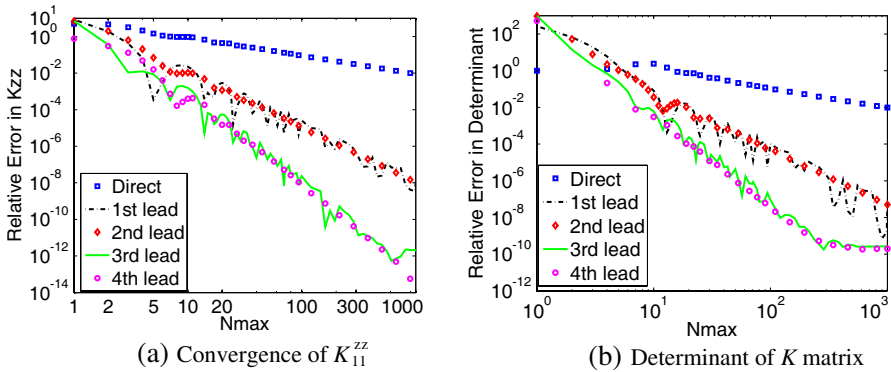 10^1
10^0
10^-2
10^-4
10^-6
10^-8
10^-10
10^-12
10^-14
Relative Error in Kzz
Direct
1st lead
2nd lead
3rd lead
4th lead
1 2 5 10 20 100 300 1000
Nmax
(a) Convergence of K_11^zz
10^2
10^0
10^-2
10^-4
10^-6
10^-8
10^-10
10^-12
Relative Error in Determinant
Direct
1st lead
2nd lead
3rd lead
4th lead
10^0 10^1 10^2 10^3
Nmax
(b) Determinant of K matrix